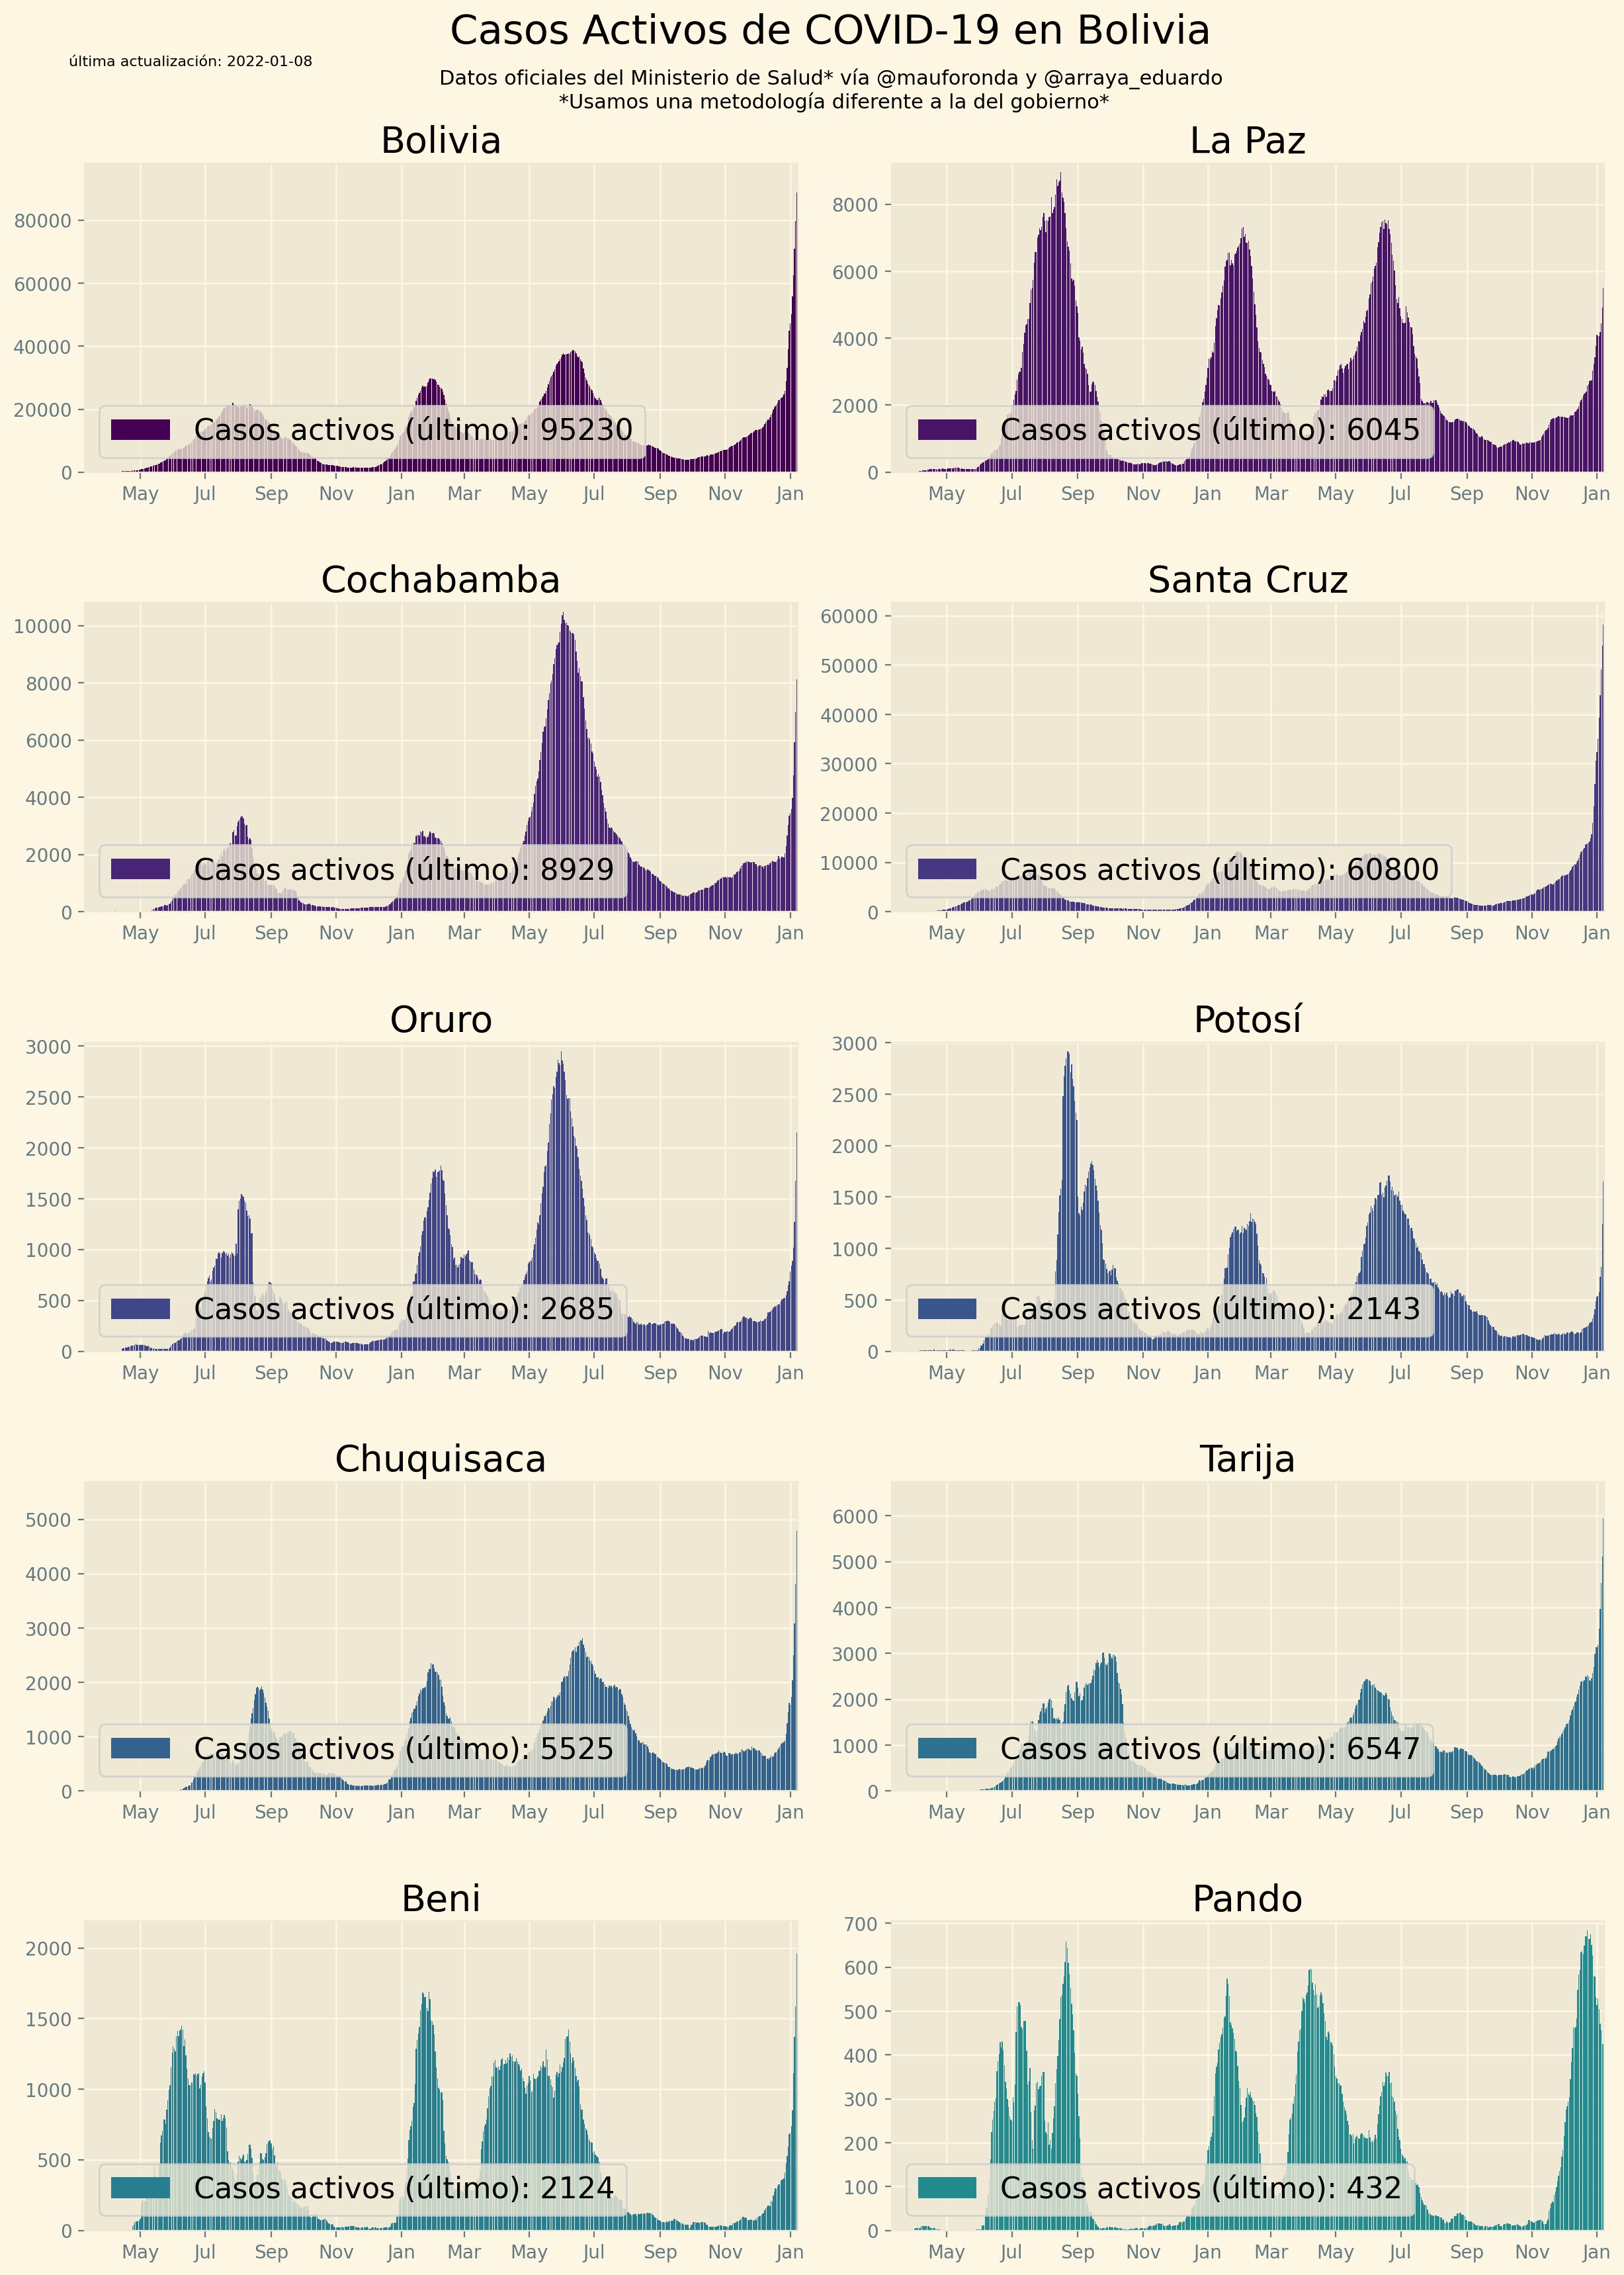 Casos Activos de COVID-19 en Bolivia
última actualización: 2022-01-08
Datos oficiales del Ministerio de Salud* vía @mauforonda y @arraya_eduardo
*Usamos una metodología diferente a la del gobierno*
Bolivia
80000
60000
40000
20000
0
Casos activos (último): 95230
May Jul Sep Nov Jan Mar May Jul Sep Nov Jan
La Paz
8000
6000
4000
2000
0
Casos activos (último): 6045
May Jul Sep Nov Jan Mar May Jul Sep Nov Jan
Cochabamba
10000
8000
6000
4000
2000
0
Casos activos (último): 8929
May Jul Sep Nov Jan Mar May Jul Sep Nov Jan
Santa Cruz
60000
50000
40000
30000
20000
10000
0
Casos activos (último): 60800
May Jul Sep Nov Jan Mar May Jul Sep Nov Jan
Oruro
3000
2500
2000
1500
1000
500
0
Casos activos (último): 2685
May Jul Sep Nov Jan Mar May Jul Sep Nov Jan
Potosí
3000
2500
2000
1500
1000
500
0
Casos activos (último): 2143
May Jul Sep Nov Jan Mar May Jul Sep Nov Jan
Chuquisaca
5000
4000
3000
2000
1000
0
Casos activos (último): 5525
May Jul Sep Nov Jan Mar May Jul Sep Nov Jan
Tarija
6000
5000
4000
3000
2000
1000
0
Casos activos (último): 6547
May Jul Sep Nov Jan Mar May Jul Sep Nov Jan
Beni
2000
1500
1000
500
0
Casos activos (último): 2124
May Jul Sep Nov Jan Mar May Jul Sep Nov Jan
Pando
700
600
500
400
300
200
100
0
Casos activos (último): 432
May Jul Sep Nov Jan Mar May Jul Sep Nov Jan